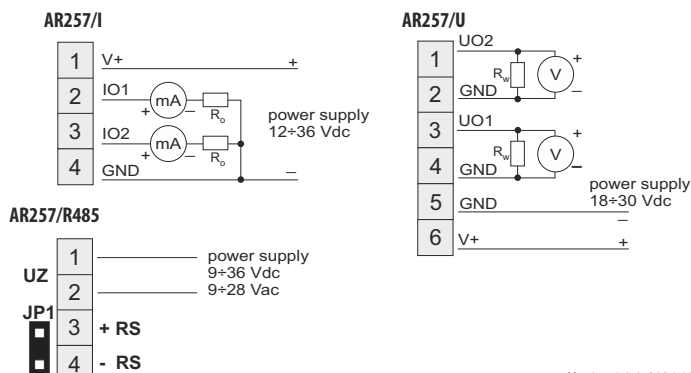 AR257/I
1 V+ +
2 IO1 mA + – Ro
3 IO2 mA + – Ro
4 GND –
power supply
12÷36 Vdc
AR257/U
1 UO2 Rw V +
2 GND –
3 UO1 Rw V +
4 GND –
5 GND –
6 V+ +
power supply
18÷30 Vdc
AR257/R485
UZ
1 power supply
9÷36 Vdc
2 9÷28 Vac
JP1
3 + RS
4 - RS